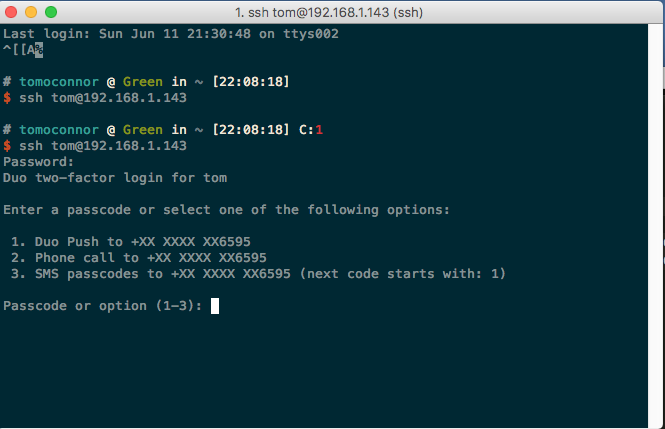 1. ssh tom@192.168.1.143 (ssh)
Last login: Sun Jun 11 21:30:48 on ttys002
^[[A%
# tomoconnor @ Green in ~ [22:08:18]
$ ssh tom@192.168.1.143
# tomoconnor @ Green in ~ [22:08:18] C:1
$ ssh tom@192.168.1.143
Password:
Duo two-factor login for tom
Enter a passcode or select one of the following options:
1. Duo Push to +XX XXXX XX6595
2. Phone call to +XX XXXX XX6595
3. SMS passcodes to +XX XXXX XX6595 (next code starts with: 1)
Passcode or option (1-3):